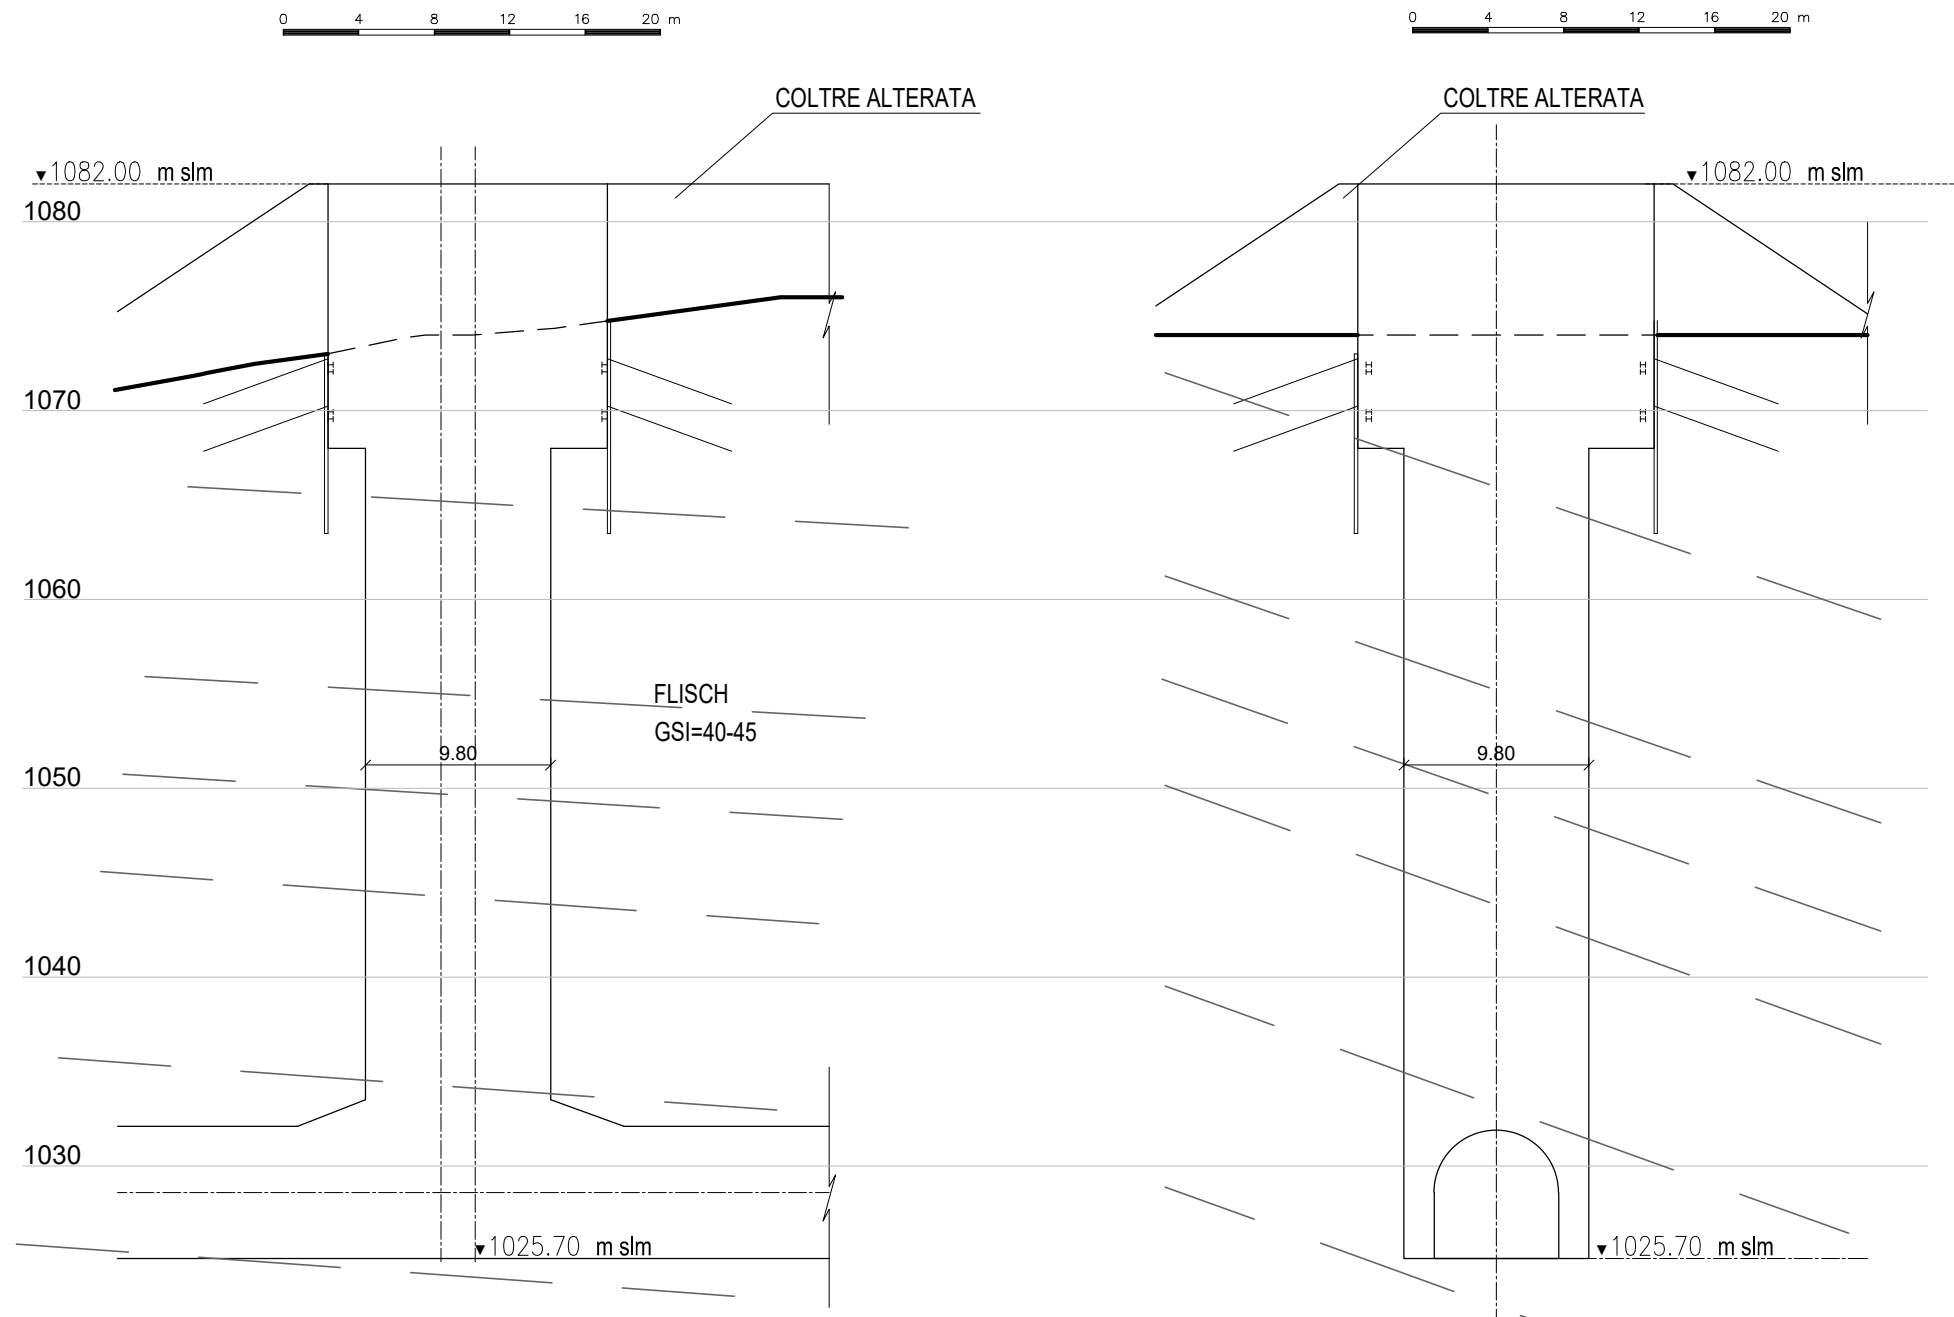 0 4 8 12 16 20 m
0 4 8 12 16 20 m
COLTRE ALTERATA
COLTRE ALTERATA
1082.00 m slm
1082.00 m slm
1080
1070
1060
FLISCH
GSI=40-45
9.80
9.80
1050
1040
1030
1025.70 m slm
1025.70 m slm